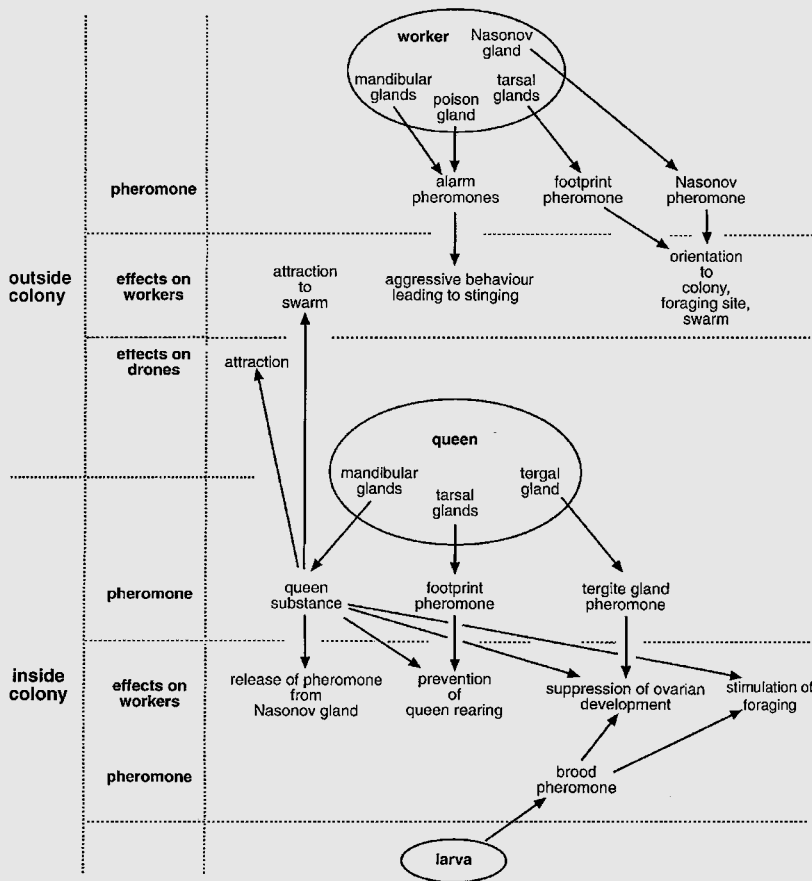 worker
Nasonov
gland
mandibular
glands
poison
gland
tarsal
glands
pheromone
alarm
pheromones
footprint
pheromone
Nasonov
pheromone
outside
colony
effects on
workers
attraction
to
swarm
aggressive behaviour
leading to stinging
orientation
to
colony,
foraging site,
swarm
effects on
drones
attraction
queen
mandibular
glands
tarsal
glands
tergal
gland
pheromone
queen
substance
footprint
pheromone
tergite gland
pheromone
inside
colony
effects on
workers
release of pheromone
from
Nasonov gland
prevention
of
queen rearing
suppression of ovarian
development
stimulation of
foraging
pheromone
brood
pheromone
larva